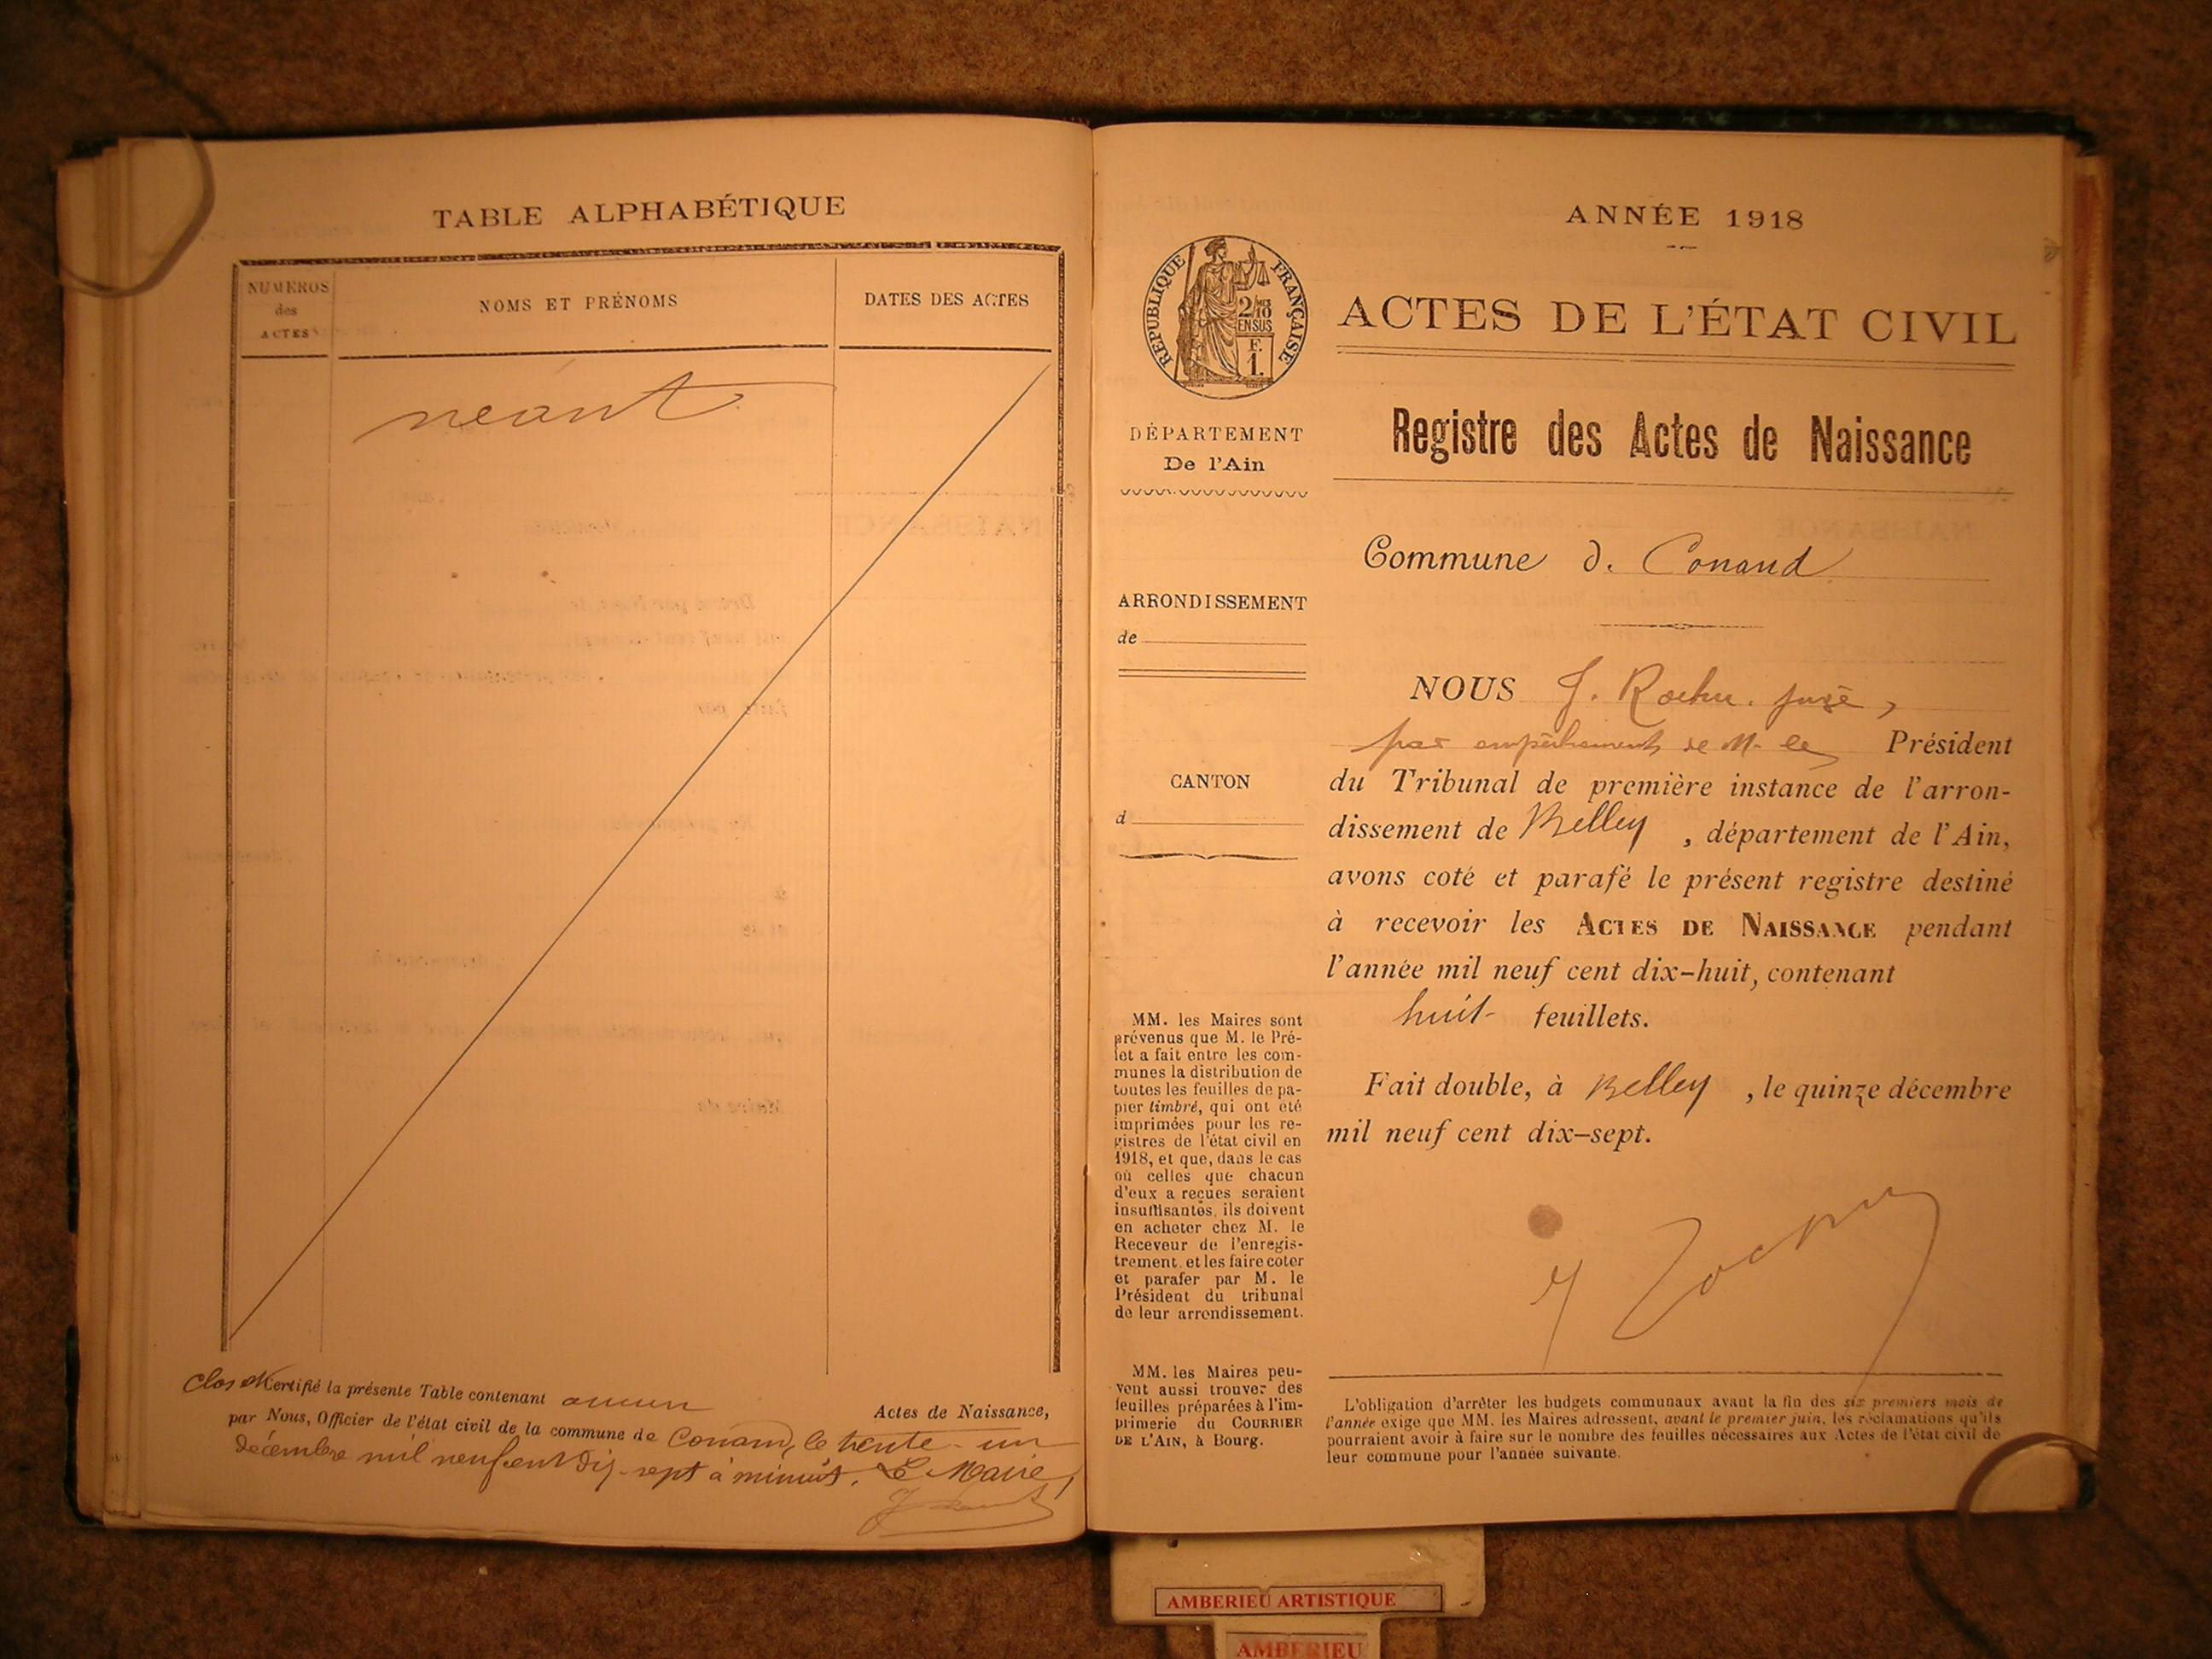 TABLE ALPHABÉTIQUE
NUMÉROS
des
ACTES
NOMS ET PRÉNOMS
DATES DES ACTES
néant
clos et Certifié la présente Table contenant aucun Actes de Naissance,
par Nous, Officier de l'état civil de la commune de Conand, le trente-un
décembre mil neuf cent dix-sept à minuit. Le Maire,
ANNÉE 1918
RÉPUBLIQUE FRANÇAISE
2/10
EN SUS
F.
1.
ACTES DE L'ÉTAT CIVIL
DÉPARTEMENT
De l'Ain
Registre des Actes de Naissance
Commune d. Conand
ARRONDISSEMENT
de
CANTON
d
NOUS J. Rochu. juge,
par empêchement de M. le Président
du Tribunal de première instance de l'arron-
dissement de Belley, département de l'Ain,
avons coté et parafé le présent registre destiné
à recevoir les ACTES DE NAISSANCE pendant
l'année mil neuf cent dix-huit, contenant
huit feuillets.
Fait double, à Belley, le quinze décembre
mil neuf cent dix-sept.
MM. les Maires sont
prévenus que M. le Pré-
fet a fait entre les com-
munes la distribution de
toutes les feuilles de pa-
pier timbré, qui ont été
imprimées pour les re-
gistres de l'état civil en
1918, et que, dans le cas
où celles que chacun
d'eux a reçues seraient
insuffisantes, ils doivent
en acheter chez M. le
Receveur de l'enregis-
trement, et les faire coter
et parafer par M. le
Président du tribunal
de leur arrondissement.
MM. les Maires peu-
vent aussi trouver des
feuilles préparées à l'im-
primerie du COURRIER
DE L'AIN, à Bourg.
L'obligation d'arrêter les budgets communaux avant la fin des six premiers mois de
l'année exige que MM. les Maires adressent, avant le premier juin, les réclamations qu'ils
pourraient avoir à faire sur le nombre des feuilles nécessaires aux Actes de l'état civil de
leur commune pour l'année suivante.
AMBERIEU ARTISTIQUE
AMBERIEU